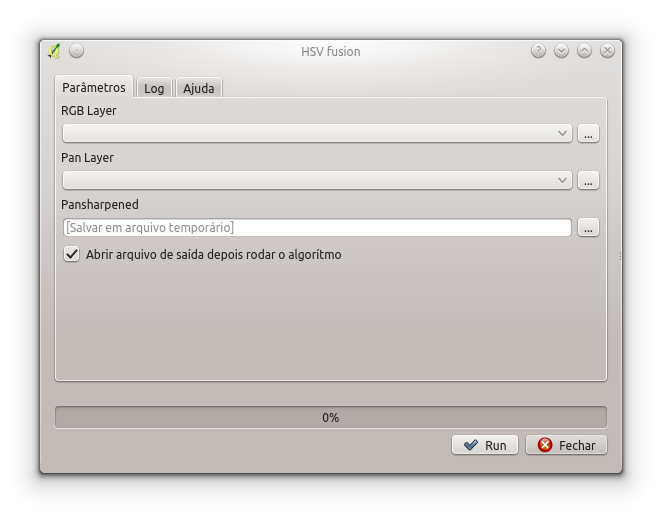 HSV fusion
Parâmetros Log Ajuda
RGB Layer
...
Pan Layer
...
Pansharpened
[Salvar em arquivo temporário]
...
Abrir arquivo de saída depois rodar o algorítmo
0%
Run Fechar